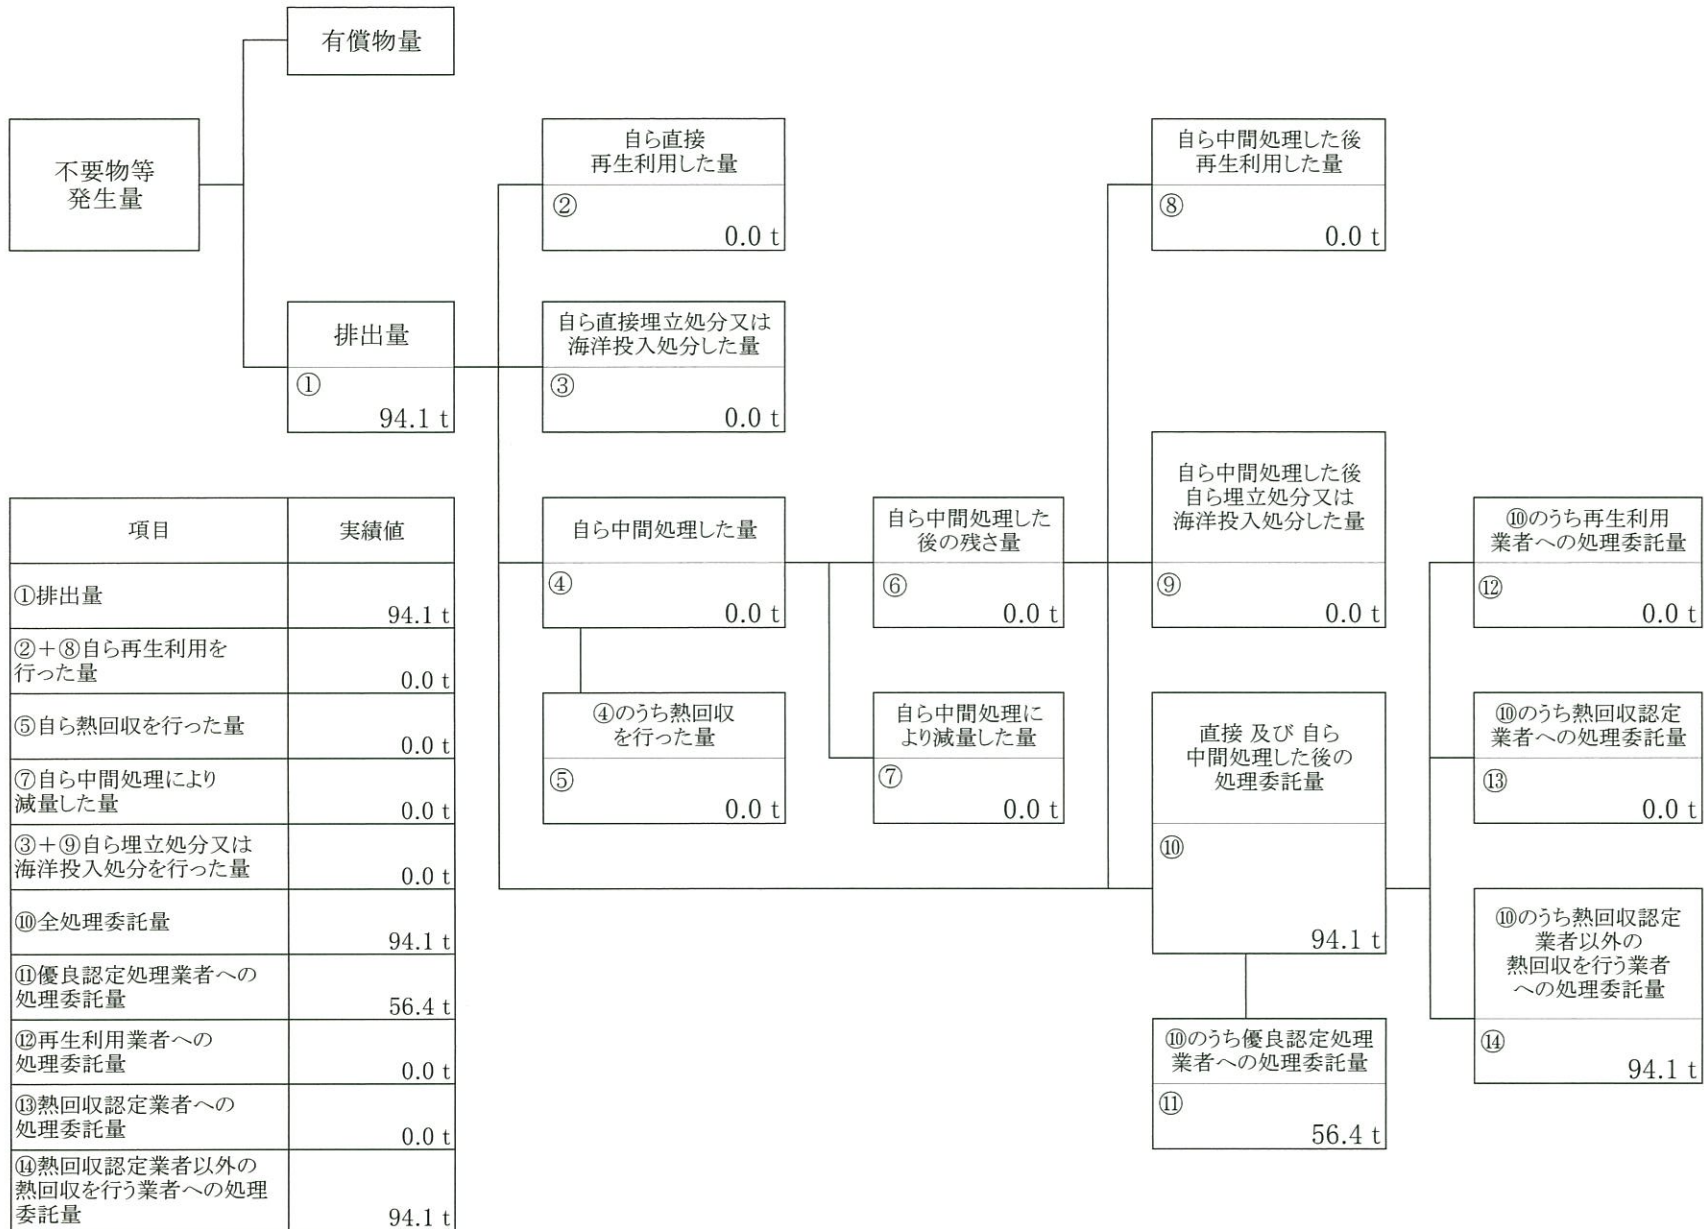 有償物量
不要物等
発生量
排出量
①
94.1 t
自ら直接
再生利用した量
②
0.0 t
自ら直接埋立処分又は
海洋投入処分した量
③
0.0 t
自ら中間処理した量
④
0.0 t
④のうち熱回収
を行った量
⑤
0.0 t
自ら中間処理した
後の残さ量
⑥
0.0 t
自ら中間処理に
より減量した量
⑦
0.0 t
自ら中間処理した後
再生利用した量
⑧
0.0 t
自ら中間処理した後
自ら埋立処分又は
海洋投入処分した量
⑨
0.0 t
直接 及び 自ら
中間処理した後の
処理委託量
⑩
94.1 t
⑩のうち優良認定処理
業者への処理委託量
⑪
56.4 t
⑩のうち再生利用
業者への処理委託量
⑫
0.0 t
⑩のうち熱回収認定
業者への処理委託量
⑬
0.0 t
⑩のうち熱回収認定
業者以外の
熱回収を行う業者
への処理委託量
⑭
94.1 t
項目 実績値
①排出量
94.1 t
②+⑧自ら再生利用を
行った量
0.0 t
⑤自ら熱回収を行った量
0.0 t
⑦自ら中間処理により
減量した量
0.0 t
③+⑨自ら埋立処分又は
海洋投入処分を行った量
0.0 t
⑩全処理委託量
94.1 t
⑪優良認定処理業者への
処理委託量
56.4 t
⑫再生利用業者への
処理委託量
0.0 t
⑬熱回収認定業者への
処理委託量
0.0 t
⑭熱回収認定業者以外の
熱回収を行う業者への処理
委託量
94.1 t